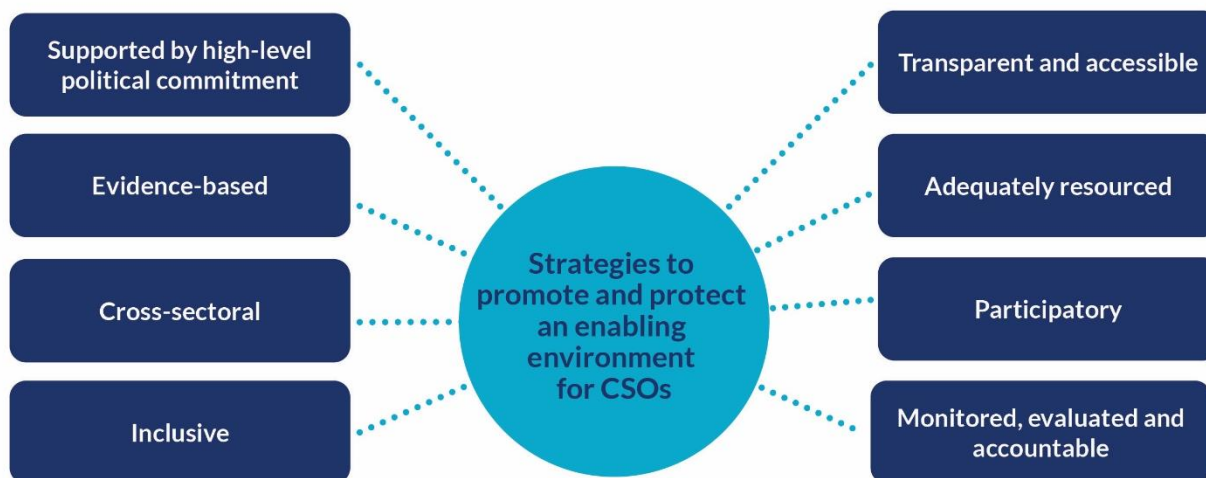 Supported by high-level
political commitment
Evidence-based
Cross-sectoral
Inclusive
Strategies to
promote and protect
an enabling
environment
for CSOs
Transparent and accessible
Adequately resourced
Participatory
Monitored, evaluated and
accountable